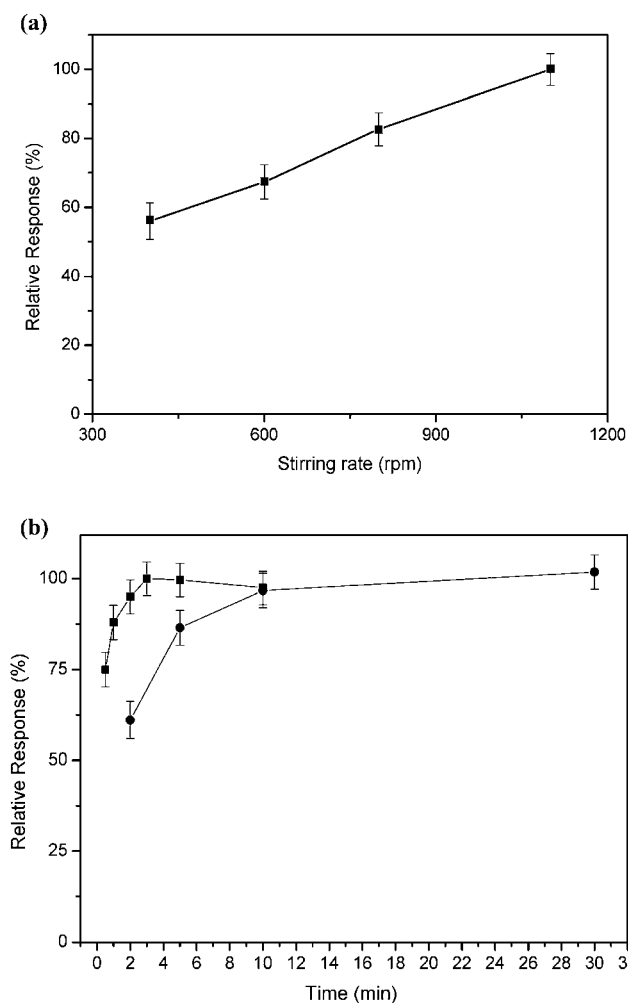 (a)
Relative Response (%)
100
80
60
40
20
0
300 600 900 1200
Stirring rate (rpm)
(b)
Relative Response (%)
100
75
50
25
0
0 2 4 6 8 10 12 14 16 18 20 22 24 26 28 30 3
Time (min)